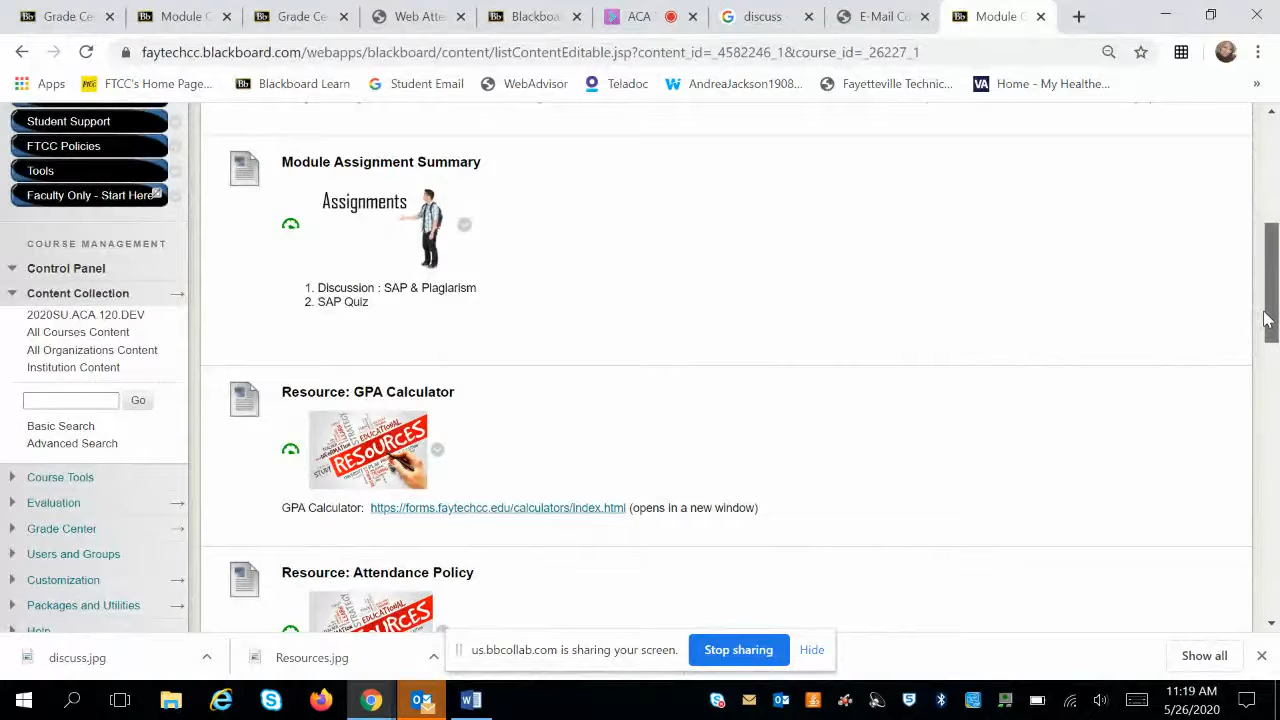 Grade Ce
Module C
Grade Ce
Web Atte
Blackboa
ACA
discuss
E-Mail Co
Module C
faytechcc.blackboard.com/webapps/blackboard/content/listContentEditable.jsp?content_id=_4582246_1&course_id=_26227_1
Apps
FTCC's Home Page...
Blackboard Learn
Student Email
WebAdvisor
Teladoc
AndreaJackson1908...
Fayetteville Technic...
Home - My Healthe...
»
Student Support
FTCC Policies
Tools
Faculty Only - Start Here
COURSE MANAGEMENT
Control Panel
Content Collection
2020SU.ACA.120.DEV
All Courses Content
All Organizations Content
Institution Content
Go
Basic Search
Advanced Search
Course Tools
Evaluation
Grade Center
Users and Groups
Customization
Packages and Utilities
Help
Module Assignment Summary
Assignments
1. Discussion : SAP & Plagiarism
2. SAP Quiz
Resource: GPA Calculator
EDUCATIONAL
RESOURCES
GPA Calculator: https://forms.faytechcc.edu/calculators/index.html (opens in a new window)
Resource: Attendance Policy
EDUCATIONAL
RESOURCES
discuss.jpg
Resources.jpg
us.bbcollab.com is sharing your screen.
Stop sharing
Hide
Show all
11:19 AM
5/26/2020